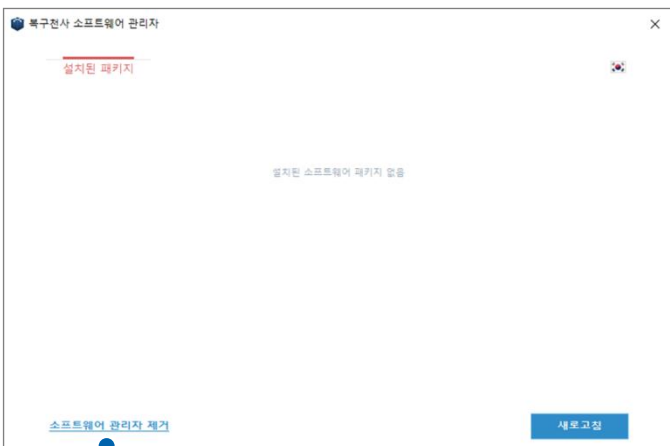 복구천사 소프트웨어 관리자
설치된 패키지
설치된 소프트웨어 패키지 없음
소프트웨어 관리자 제거
새로고침